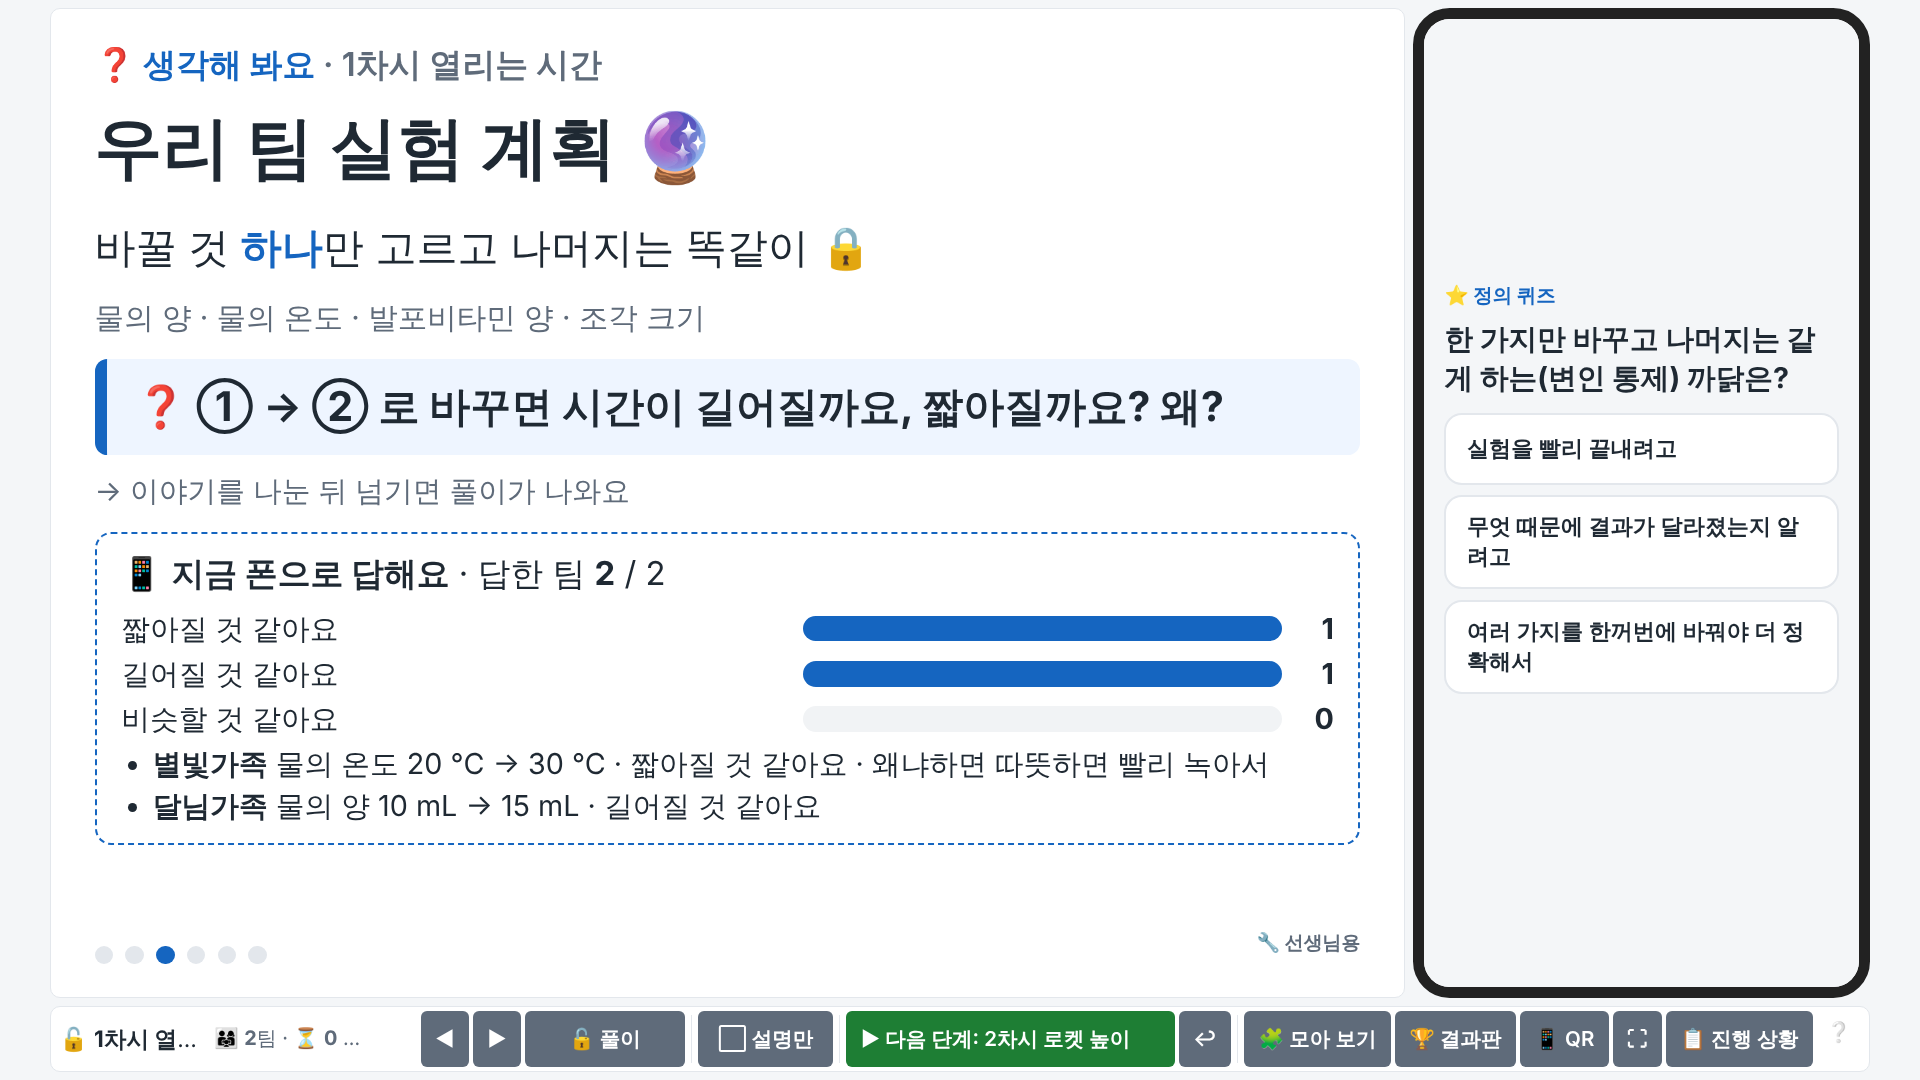 ❓ 생각해 봐요 · 1차시 열리는 시간
우리 팀 실험 계획 🔮
바꿀 것 하나만 고르고 나머지는 똑같이 🔒
물의 양 · 물의 온도 · 발포비타민 양 · 조각 크기
❓ ① → ② 로 바꾸면 시간이 길어질까요, 짧아질까요? 왜?
→ 이야기를 나눈 뒤 넘기면 풀이가 나와요
📱 지금 폰으로 답해요 · 답한 팀 2 / 2
짧아질 것 같아요 1
길어질 것 같아요 1
비슷할 것 같아요 0
• 별빛가족 물의 온도 20 °C → 30 °C · 짧아질 것 같아요 · 왜냐하면 따뜻하면 빨리 녹아서
• 달님가족 물의 양 10 mL → 15 mL · 길어질 것 같아요
🔧 선생님용
⭐ 정의 퀴즈
한 가지만 바꾸고 나머지는 같
게 하는(변인 통제) 까닭은?
실험을 빨리 끝내려고
무엇 때문에 결과가 달라졌는지 알
려고
여러 가지를 한꺼번에 바꿔야 더 정
확해서
🔓 1차시 열... 👨‍👩‍👧‍👦 2팀 · ⏳ 0 ... ◀ ▶ 🔓 풀이 설명만 ▶ 다음 단계: 2차시 로켓 높이 ↩ 🧩 모아 보기 🏆 결과판 📱 QR ⛶ 📋 진행 상황 ❔